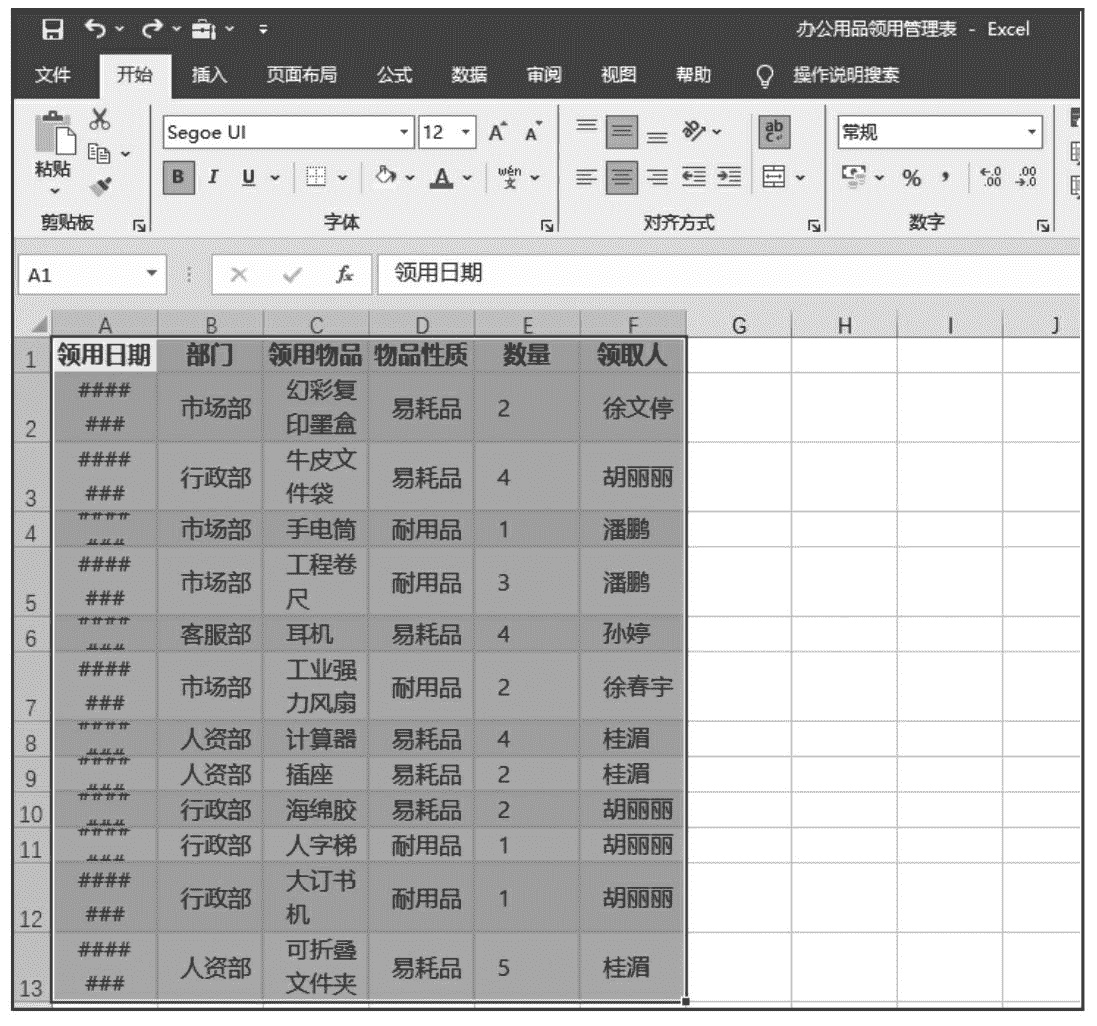 办公用品领用管理表 - Excel
文件 开始 插入 页面布局 公式 数据 审阅 视图 帮助 操作说明搜索
粘贴 Segoe UI 12 A A ab 常规
B I U A wén 文 % , .00 .0
剪贴板 字体 对齐方式 数字
A1 fx 领用日期
A B C D E F G H I J
1 领用日期 部门 领用物品 物品性质 数量 领取人
2 ####
### 市场部 幻彩复
印墨盒 易耗品 2 徐文停
3 ####
### 行政部 牛皮文
件袋 易耗品 4 胡丽丽
4 ####
### 市场部 手电筒 耐用品 1 潘鹏
5 ####
### 市场部 工程卷
尺 耐用品 3 潘鹏
6 ####
### 客服部 耳机 易耗品 4 孙婷
7 ####
### 市场部 工业强
力风扇 耐用品 2 徐春宇
8 ####
### 人资部 计算器 易耗品 4 桂湄
9 ####
### 人资部 插座 易耗品 2 桂湄
10 ####
### 行政部 海绵胶 易耗品 2 胡丽丽
11 ####
### 行政部 人字梯 耐用品 1 胡丽丽
12 ####
### 行政部 大订书
机 耐用品 1 胡丽丽
13 ####
### 人资部 可折叠
文件夹 易耗品 5 桂湄